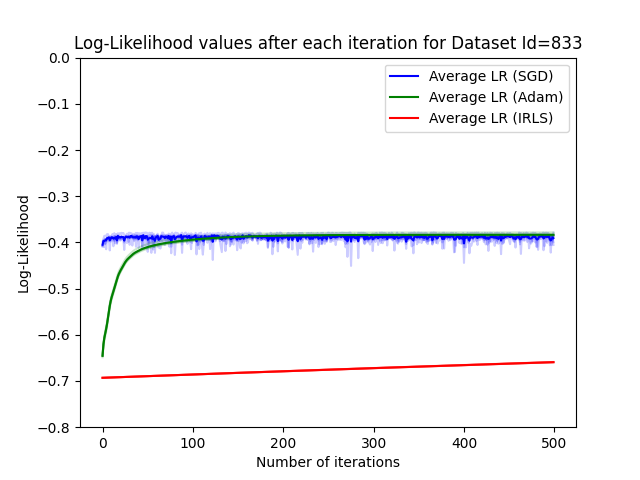 Log-Likelihood values after each iteration for Dataset Id=833
Average LR (SGD)
Average LR (Adam)
Average LR (IRLS)
Log-Likelihood
0.0
−0.1
−0.2
−0.3
−0.4
−0.5
−0.6
−0.7
−0.8
0 100 200 300 400 500
Number of iterations